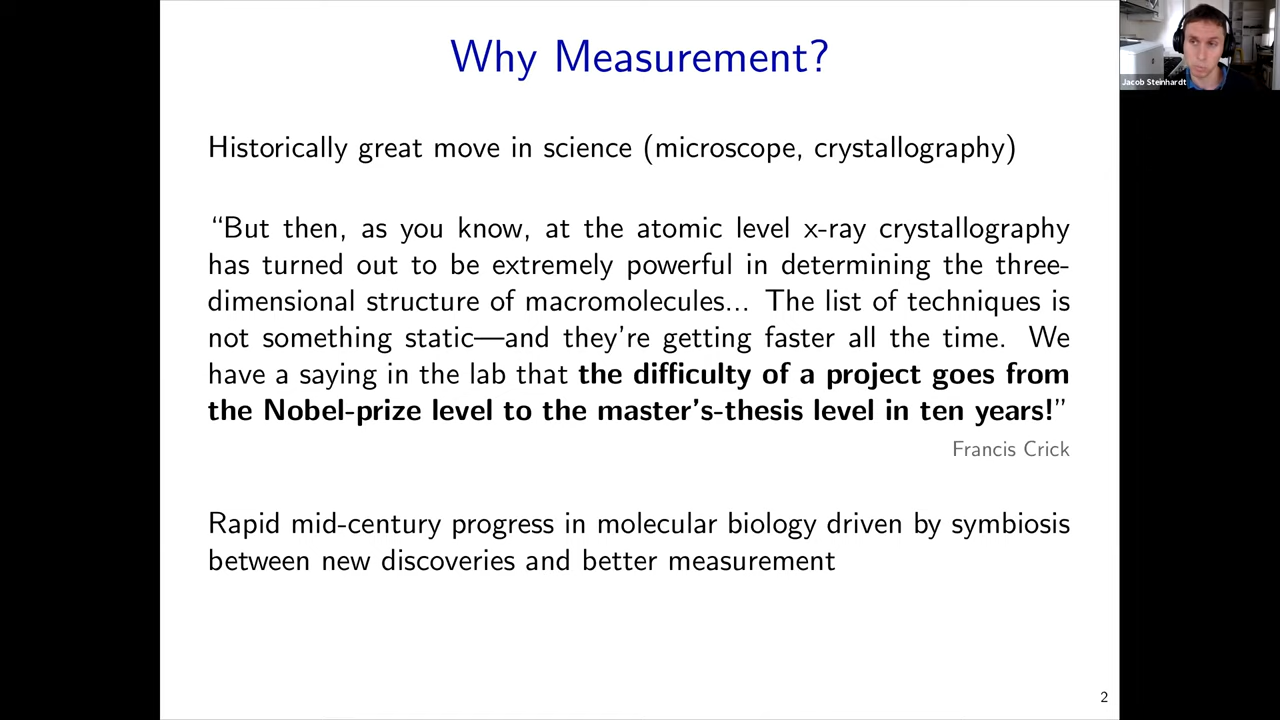 Why Measurement?
Jacob Steinhardt
Historically great move in science (microscope, crystallography)
“But then, as you know, at the atomic level x-ray crystallography
has turned out to be extremely powerful in determining the three-
dimensional structure of macromolecules... The list of techniques is
not something static—and they’re getting faster all the time. We
have a saying in the lab that the difficulty of a project goes from
the Nobel-prize level to the master’s-thesis level in ten years!”
Francis Crick
Rapid mid-century progress in molecular biology driven by symbiosis
between new discoveries and better measurement
2